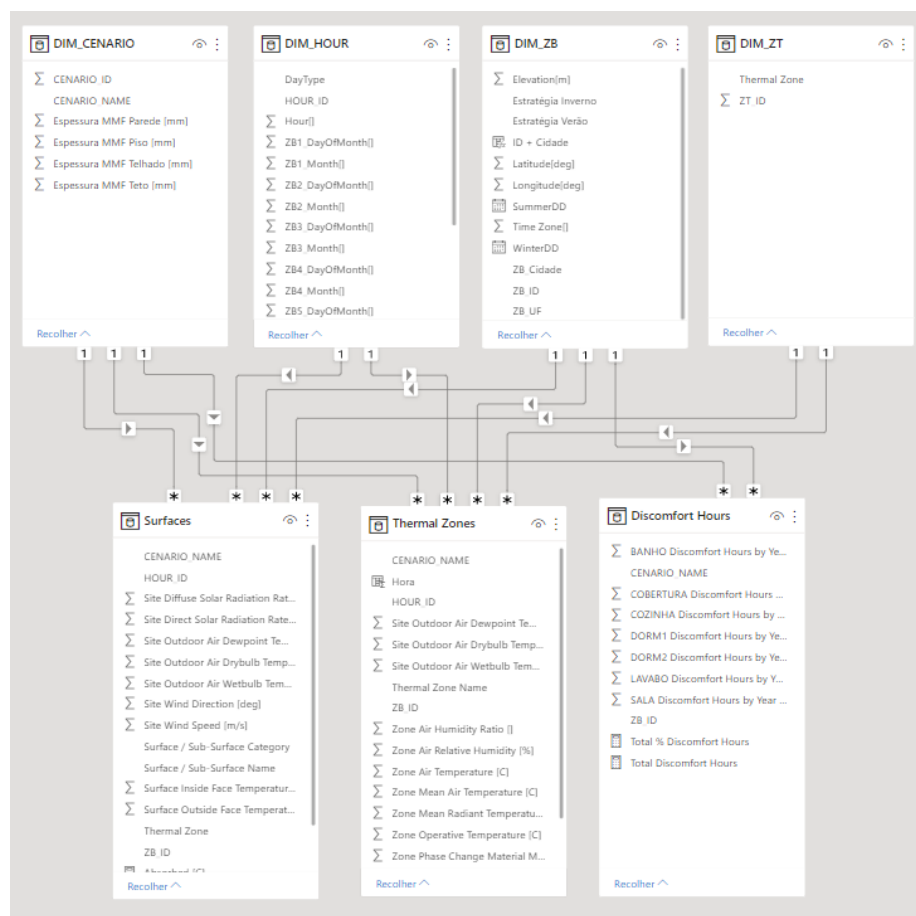 DIM_CENARIO
CENARIO_ID
CENARIO_NAME
Espessura MMF Parede [mm]
Espessura MMF Piso [mm]
Espessura MMF Telhado [mm]
Espessura MMF Teto [mm]
Recolher
DIM_HOUR
DayType
HOUR_ID
Hour[]
ZB1_DayOfMonth[]
ZB1_Month[]
ZB2_DayOfMonth[]
ZB2_Month[]
ZB3_DayOfMonth[]
ZB3_Month[]
ZB4_DayOfMonth[]
ZB4_Month[]
ZB5_DayOfMonth[]
Recolher
DIM_ZB
Elevation[m]
Estratégia Inverno
Estratégia Verão
ID + Cidade
Latitude[deg]
Longitude[deg]
SummerDD
Time Zone[]
WinterDD
ZB_Cidade
ZB_ID
ZB_UF
Recolher
DIM_ZT
Thermal Zone
ZT_ID
Recolher
1 1 1 1 1 1 1 1 1 1
* * * * * * * * * *
Surfaces
CENARIO_NAME
HOUR_ID
Site Diffuse Solar Radiation Rat...
Site Direct Solar Radiation Rate...
Site Outdoor Air Dewpoint Te...
Site Outdoor Air Drybulb Temp...
Site Outdoor Air Wetbulb Tem...
Site Wind Direction [deg]
Site Wind Speed [m/s]
Surface / Sub-Surface Category
Surface / Sub-Surface Name
Surface Inside Face Temperatur...
Surface Outside Face Temperat...
Thermal Zone
ZB_ID
Recolher
Thermal Zones
CENARIO_NAME
Hora
HOUR_ID
Site Outdoor Air Dewpoint Te...
Site Outdoor Air Drybulb Temp...
Site Outdoor Air Wetbulb Tem...
Thermal Zone Name
ZB_ID
Zone Air Humidity Ratio []
Zone Air Relative Humidity [%]
Zone Air Temperature [C]
Zone Mean Air Temperature [C]
Zone Mean Radiant Temperatu...
Zone Operative Temperature [C]
Zone Phase Change Material M...
Recolher
Discomfort Hours
BANHO Discomfort Hours by Ye...
CENARIO_NAME
COBERTURA Discomfort Hours ...
COZINHA Discomfort Hours by ...
DORM1 Discomfort Hours by Ye...
DORM2 Discomfort Hours by Ye...
LAVABO Discomfort Hours by Y...
SALA Discomfort Hours by Year ...
ZB_ID
Total % Discomfort Hours
Total Discomfort Hours
Recolher